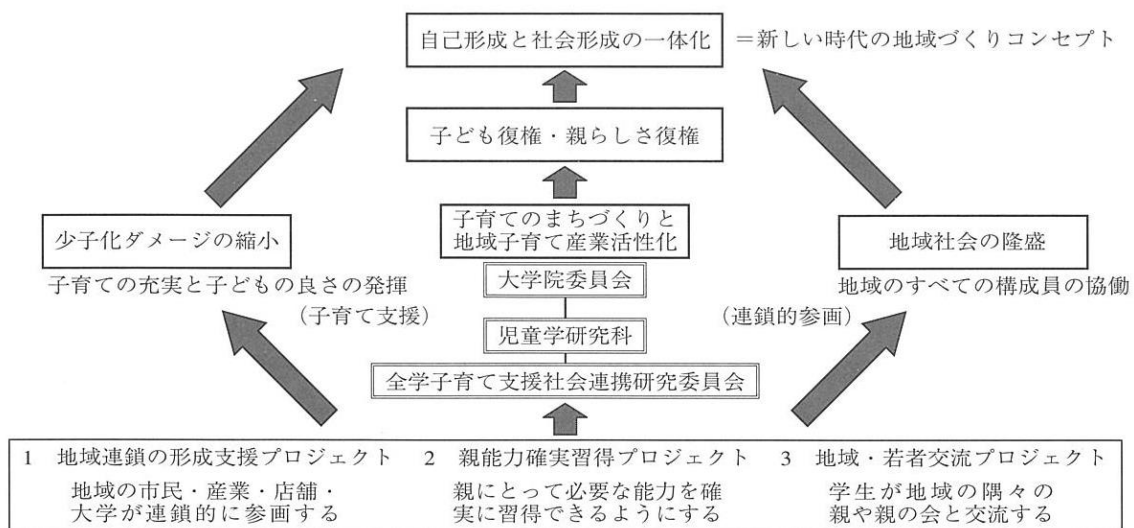 自己形成と社会形成の一体化 ＝新しい時代の地域づくりコンセプト
子ども復権・親らしさ復権
少子化ダメージの縮小
子育ての充実と子どもの良さの発揮
（子育て支援）
子育てのまちづくりと
地域子育て産業活性化
大学院委員会
児童学研究科
全学子育て支援社会連携研究委員会
地域社会の隆盛
地域のすべての構成員の協働
（連鎖的参画）
1 地域連鎖の形成支援プロジェクト
地域の市民・産業・店舗・
大学が連鎖的に参画する
2 親能力確実習得プロジェクト
親にとって必要な能力を確
実に習得できるようにする
3 地域・若者交流プロジェクト
学生が地域の隅々の
親や親の会と交流する